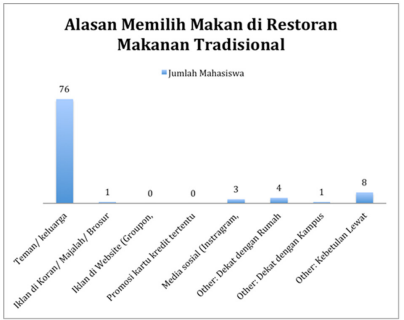 Alasan Memilih Makan di Restoran
Makanan Tradisional
Jumlah Mahasiswa
76
1
0
0
3
4
1
8
Teman/ keluarga
Iklan di Koran/ Majalah/ Brosur
Iklan di Website (Groupon,
Promosi kartu kredit tertentu
Media sosial (Instragram,
Other: Dekat dengan Rumah
Other: Dekat dengan Kampus
Other: Kebetulan Lewat